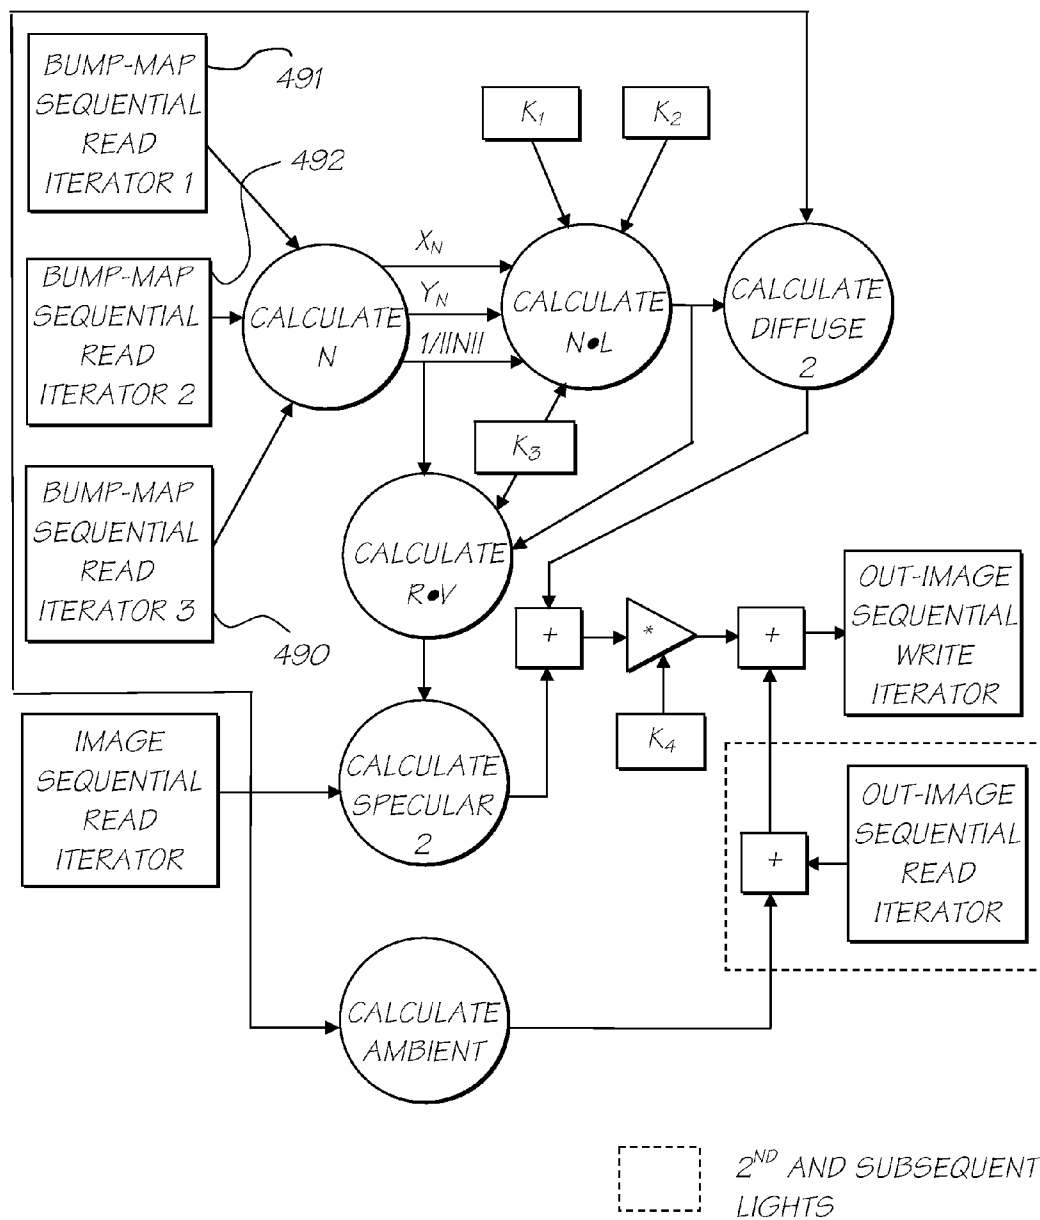 BUMP-MAP
SEQUENTIAL
READ
ITERATOR 1
491
K₁
K₂
492
BUMP-MAP
SEQUENTIAL
READ
ITERATOR 2
CALCULATE
N
X_N
Y_N
1/||N||
CALCULATE
N●L
CALCULATE
DIFFUSE
2
K₃
BUMP-MAP
SEQUENTIAL
READ
ITERATOR 3
490
CALCULATE
R●V
+
*
+
OUT-IMAGE
SEQUENTIAL
WRITE
ITERATOR
K₄
IMAGE
SEQUENTIAL
READ
ITERATOR
CALCULATE
SPECULAR
2
+
OUT-IMAGE
SEQUENTIAL
READ
ITERATOR
CALCULATE
AMBIENT
2ND AND SUBSEQUENT
LIGHTS